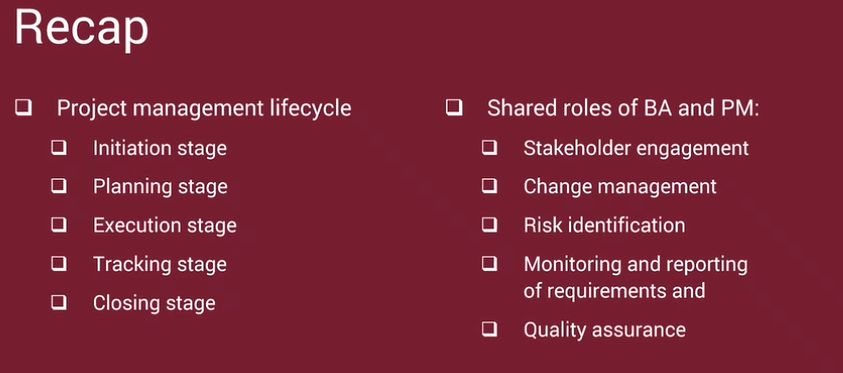 Recap
Project management lifecycle
Initiation stage
Planning stage
Execution stage
Tracking stage
Closing stage
Shared roles of BA and PM:
Stakeholder engagement
Change management
Risk identification
Monitoring and reporting
of requirements and
Quality assurance